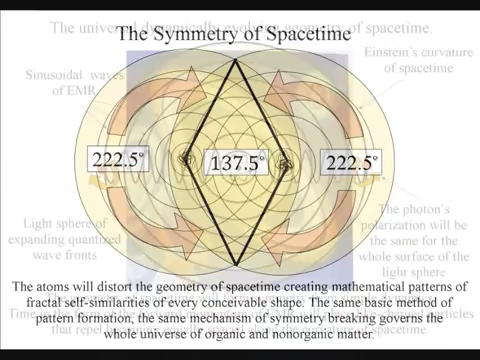 The universal dynamically evolving geometry of spacetime.
The Symmetry of Spacetime
Einstein's curvature
of spacetime
Sinusoidal waves
of EMR
222.5°
137.5°
222.5°
Light sphere of
expanding quantized
wave fronts
The photon's
polarization will be
the same for the
whole surface of the
light sphere
The atoms will distort the geometry of spacetime creating mathematical patterns of
fractal self-similarities of every conceivable shape. The same basic method of
pattern formation, the same mechanism of symmetry breaking governs the
whole universe of organic and nonorganic matter.